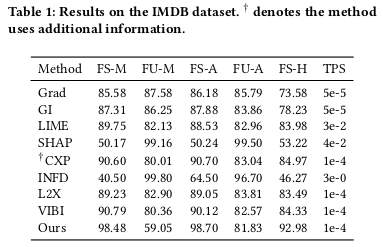 Table 1: Results on the IMDB dataset. † denotes the method
uses additional information.
Method FS-M FU-M FS-A FU-A FS-H TPS
Grad 85.58 87.58 86.18 85.79 73.58 5e-5
GI 87.31 86.25 87.88 83.86 78.23 5e-5
LIME 89.75 82.13 88.53 82.96 83.98 3e-2
SHAP 50.17 99.16 50.24 99.50 53.22 4e-2
†CXP 90.60 80.01 90.70 83.04 84.97 1e-4
INFD 40.50 99.80 64.50 96.70 46.27 3e-0
L2X 89.23 82.90 89.05 83.81 83.49 1e-4
VIBI 90.79 80.36 90.12 82.57 84.33 1e-4
Ours 98.48 59.05 98.70 81.83 92.98 1e-4